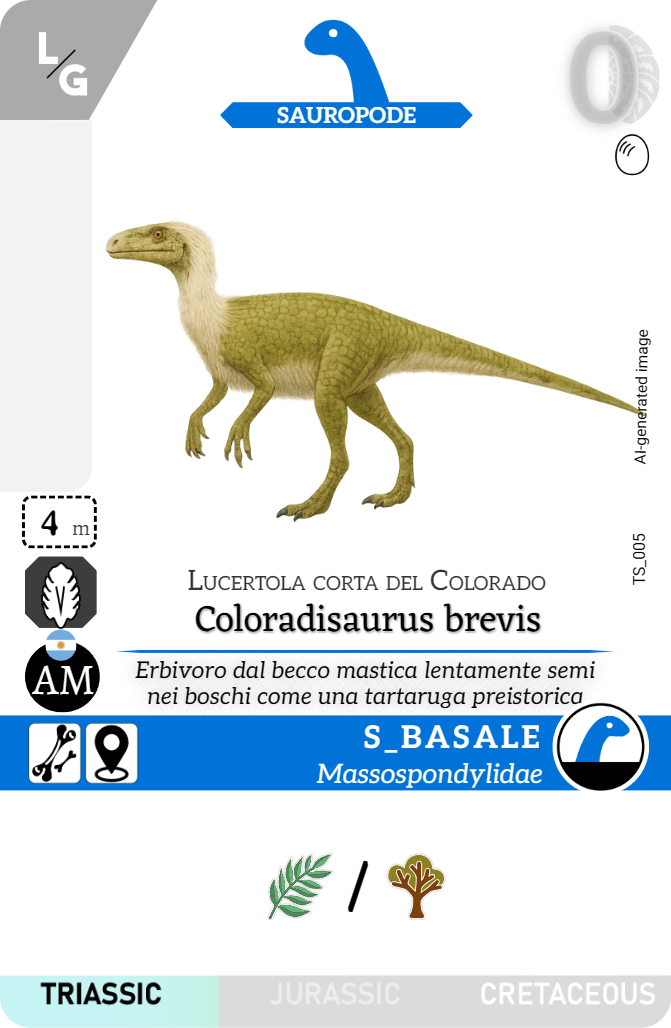 L/G
SAUROPODE
0
AI-generated image
TS_005
4 m
Lucertola corta del Colorado
Coloradisaurus brevis
AM
Erbivoro dal becco mastica lentamente semi
nei boschi come una tartaruga preistorica
S_BASALE
Massospondylidae
/
TRIASSIC JURASSIC CRETACEOUS